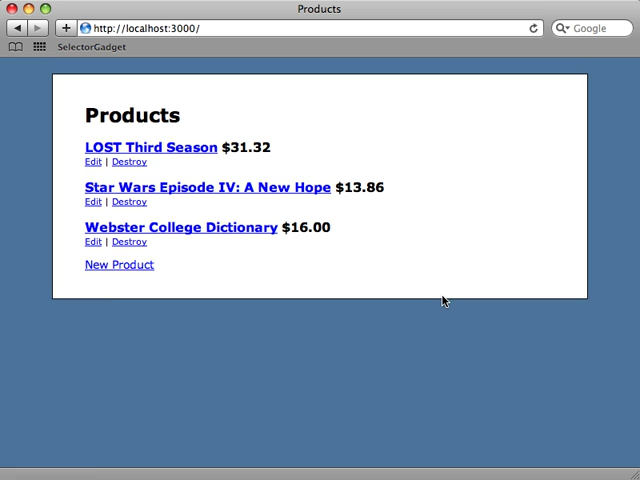 Products
http://localhost:3000/
Google
SelectorGadget
Products
LOST Third Season $31.32
Edit | Destroy
Star Wars Episode IV: A New Hope $13.86
Edit | Destroy
Webster College Dictionary $16.00
Edit | Destroy
New Product